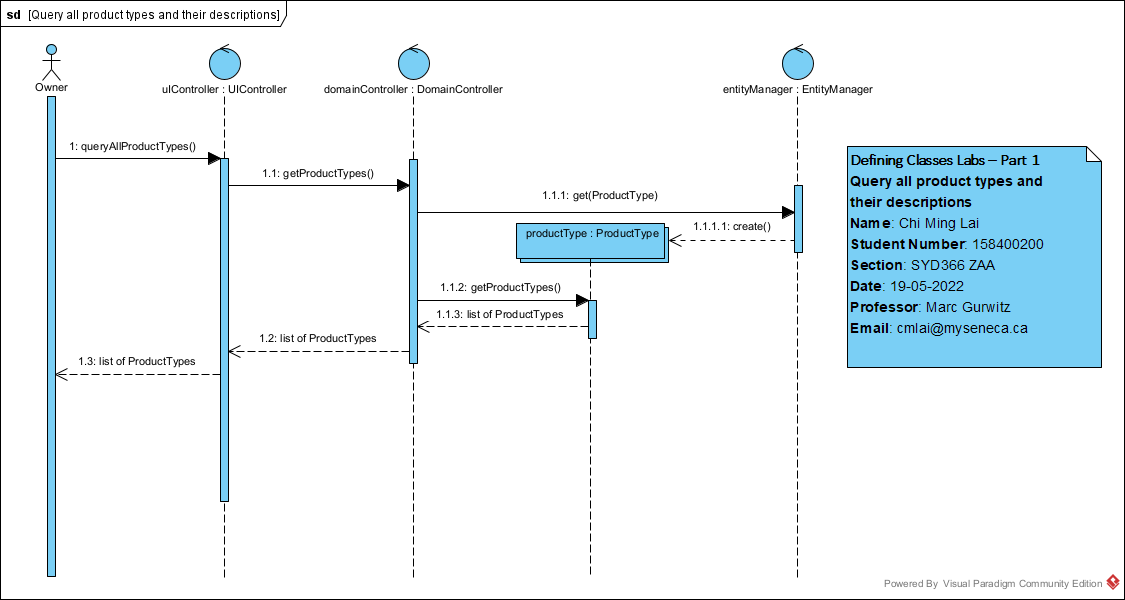 sd [Query all product types and their descriptions]
Owner
uIController : UIController
domainController : DomainController
entityManager : EntityManager
1: queryAllProductTypes()
1.1: getProductTypes()
1.1.1: get(ProductType)
productType : ProductType
1.1.1.1: create()
1.1.2: getProductTypes()
1.1.3: list of ProductTypes
1.2: list of ProductTypes
1.3: list of ProductTypes
Defining Classes Labs – Part 1
Query all product types and
their descriptions
Name: Chi Ming Lai
Student Number: 158400200
Section: SYD366 ZAA
Date: 19-05-2022
Professor: Marc Gurwitz
Email: cmlai@myseneca.ca
Powered By Visual Paradigm Community Edition